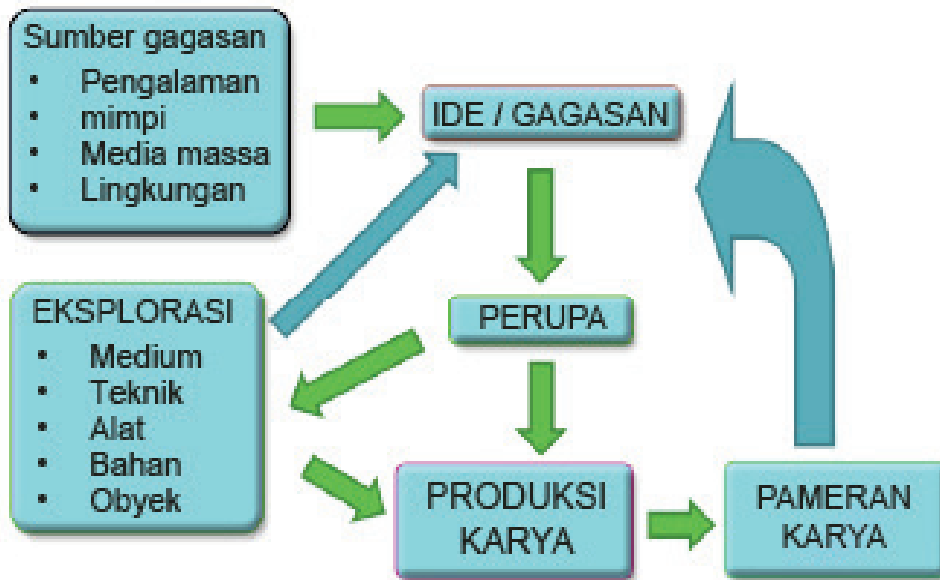 Sumber gagasan
• Pengalaman
• mimpi
• Media massa
• Lingkungan
IDE / GAGASAN
PERUPA
EKSPLORASI
• Medium
• Teknik
• Alat
• Bahan
• Obyek
PRODUKSI
KARYA
PAMERAN
KARYA